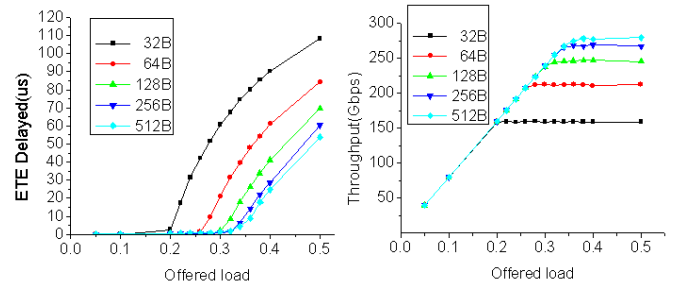 120
110
100
90
80
70
60
50
40
30
20
10
0
ETE Delayed(us)
32B
64B
128B
256B
512B
0.0 0.1 0.2 0.3 0.4 0.5
Offered load
300
250
200
150
100
50
0
Throughput(Gbps)
32B
64B
128B
256B
512B
0.0 0.1 0.2 0.3 0.4 0.5
Offered load